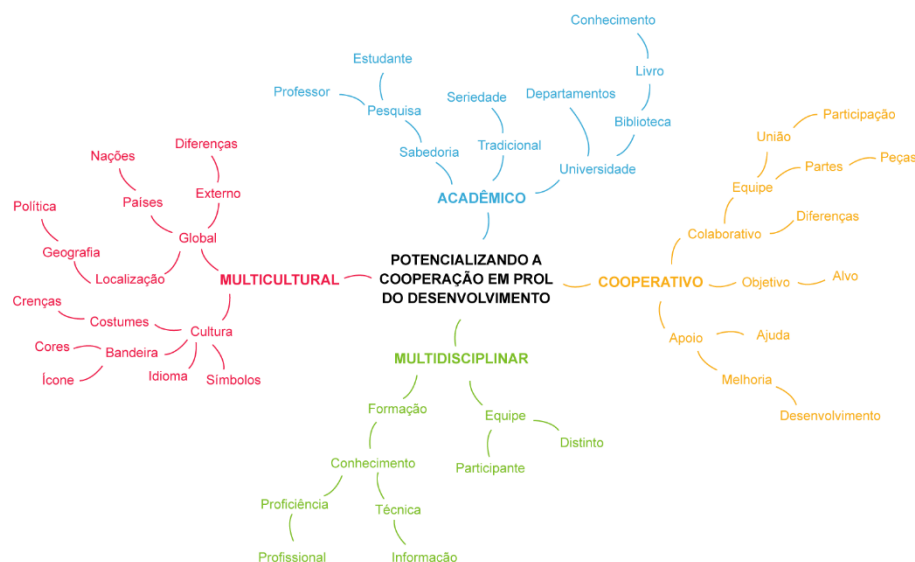 Conhecimento
Estudante
Livro
Professor
Pesquisa
Seriedade
Departamentos
Biblioteca
Sabedoria
Tradicional
Universidade
ACADÊMICO
Participação
União
Peças
Partes
Equipe
Diferenças
Colaborativo
COOPERATIVO
Objetivo
Alvo
Apoio
Ajuda
Melhoria
Desenvolvimento
Diferenças
Nações
Externo
Países
Política
Global
Geografia
Localização
MULTICULTURAL
POTENCIALIZANDO A
COOPERAÇÃO EM PROL
DO DESENVOLVIMENTO
Crenças
Costumes
Cultura
Cores
Bandeira
Ícone
Idioma
Símbolos
MULTIDISCIPLINAR
Formação
Equipe
Distinto
Conhecimento
Participante
Proficiência
Técnica
Profissional
Informação